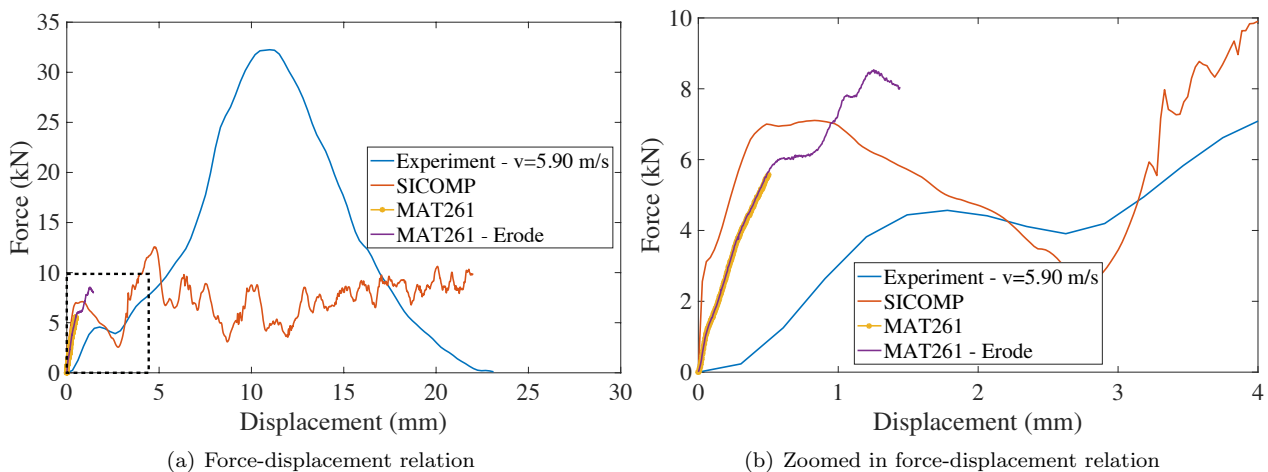 35
30
25
20
15
10
5
0
Force (kN)
Experiment - v=5.90 m/s
SICOMP
MAT261
MAT261 - Erode
0 5 10 15 20 25 30
Displacement (mm)
(a) Force-displacement relation
10
8
6
4
2
0
Force (kN)
Experiment - v=5.90 m/s
SICOMP
MAT261
MAT261 - Erode
0 1 2 3 4
Displacement (mm)
(b) Zoomed in force-displacement relation